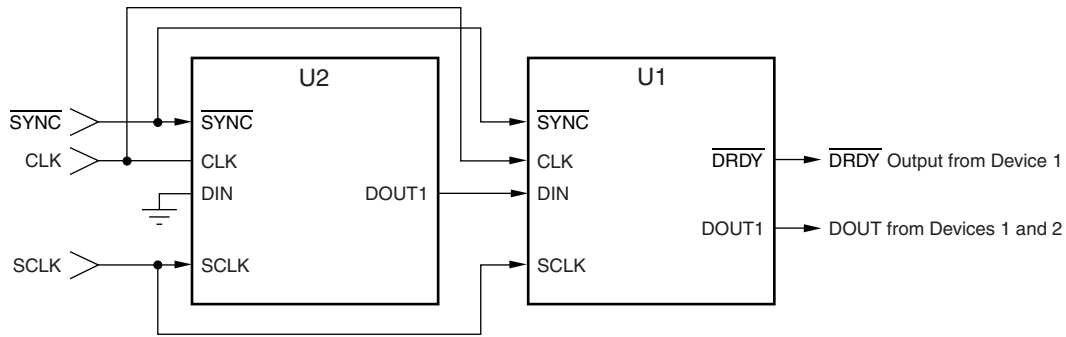 U2
U1
SYNC
SYNC
SYNC
CLK
CLK
CLK
DRDY
DRDY Output from Device 1
DIN
DOUT1
DIN
DOUT1
DOUT from Devices 1 and 2
SCLK
SCLK
SCLK